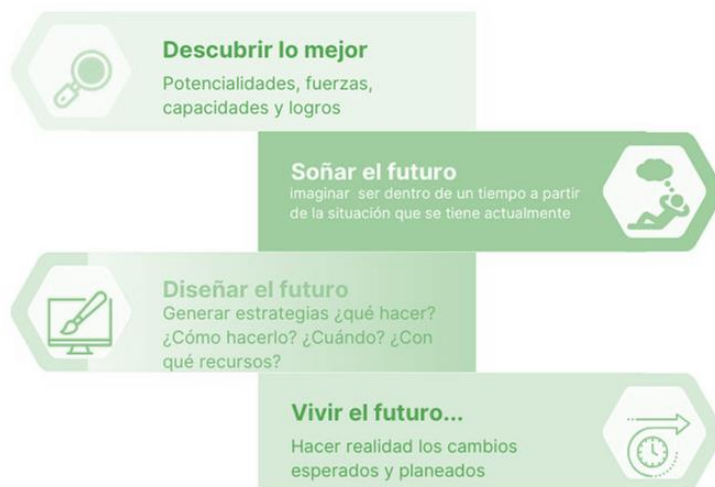 Descubrir lo mejor
Potencialidades, fuerzas,
capacidades y logros
Soñar el futuro
imaginar ser dentro de un tiempo a partir
de la situación que se tiene actualmente
Diseñar el futuro
Generar estrategias ¿qué hacer?
¿Cómo hacerlo? ¿Cuándo? ¿Con
qué recursos?
Vivir el futuro...
Hacer realidad los cambios
esperados y planeados